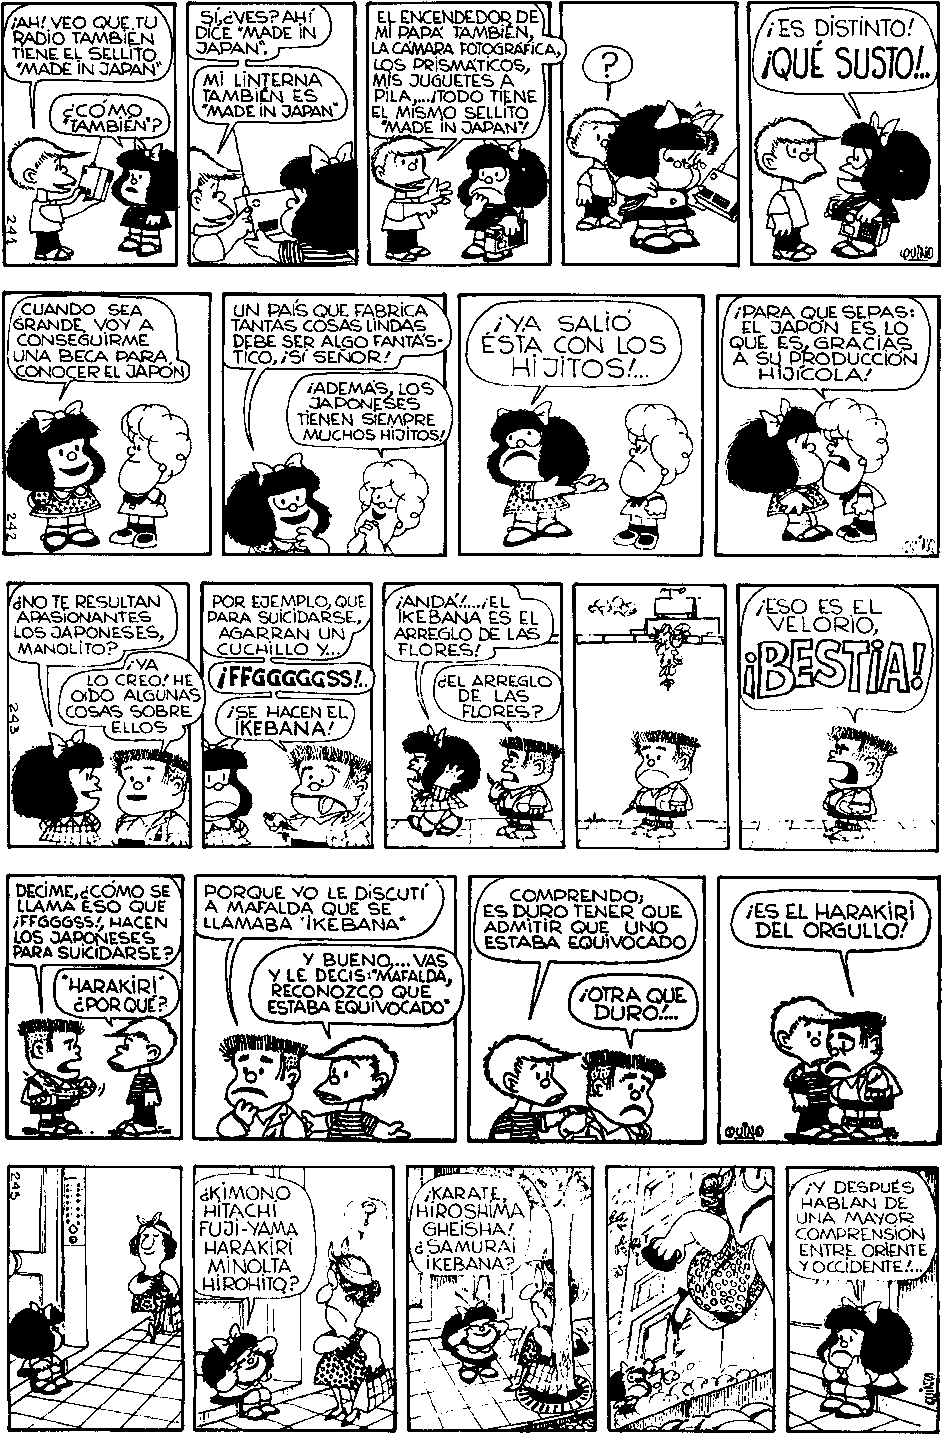 ¡AH! VEO QUE TU
RADIO TAMBIÉN
TIENE EL SELLITO
"MADE IN JAPAN"
¿CÓMO
"TAMBIÉN"?
244
SÍ, ¿VES? AHÍ
DICE "MADE IN
JAPAN".
MI LINTERNA
TAMBIÉN ES
"MADE IN JAPAN"
EL ENCENDEDOR DE
MI PAPÁ TAMBIÉN,
LA CÁMARA FOTOGRÁFICA,
LOS PRISMÁTICOS,
MIS JUGUETES A
PILA,....¡TODO TIENE
EL MISMO SELLITO
"MADE IN JAPAN"!
?
¡ES DISTINTO!
¡QUÉ SUSTO!..
QUINO
CUANDO SEA
GRANDE VOY A
CONSEGUIRME
UNA BECA PARA
CONOCER EL JAPÓN
242
UN PAÍS QUE FABRICA
TANTAS COSAS LINDAS
DEBE SER ALGO FANTÁS-
TICO, ¡SÍ SEÑOR!
¡ADEMÁS, LOS
JAPONESES
TIENEN SIEMPRE
MUCHOS HIJITOS!
¡YA SALIÓ
ÉSTA CON LOS
HIJITOS!...
¡PARA QUE SEPAS:
EL JAPÓN ES LO
QUE ES, GRACIAS
A SU PRODUCCIÓN
HIJÍCOLA!
¿NO TE RESULTAN
APASIONANTES
LOS JAPONESES,
MANOLITO?
¡YA
LO CREO! HE
OÍDO ALGUNAS
COSAS SOBRE
ELLOS
243
POR EJEMPLO, QUE
PARA SUICIDARSE,
AGARRAN UN
CUCHILLO Y...
¡FFGGGGGSS!..
¡SE HACEN EL
IKEBANA!
¡ANDÁ!!....¡EL
IKEBANA ES EL
ARREGLO DE LAS
FLORES!
¿EL ARREGLO
DE LAS
FLORES?
¡ESO ES EL
VELORIO,
¡BESTIA!
DECIME, ¿CÓMO SE
LLAMA ESO QUE
¡FFGGGSS!, HACEN
LOS JAPONESES
PARA SUICIDARSE?
"HARAKIRI"
¿POR QUÉ?
PORQUE YO LE DISCUTÍ
A MAFALDA QUE SE
LLAMABA "IKEBANA"
Y BUENO,... VAS
Y LE DECÍS: "MAFALDA,
RECONOZCO QUE
ESTABA EQUIVOCADO"
COMPRENDO;
ES DURO TENER QUE
ADMITIR QUE UNO
ESTABA EQUIVOCADO
¡OTRA QUE
DURO!...
¡ES EL HARAKIRI
DEL ORGULLO!
QUINO
245
¿KIMONO
HITACHI
FUJI-YAMA
HARAKIRI
MINOLTA
HIROHITO?
?
¡KARATE,
HIROSHIMA
GHEISHA!
¿SAMURAI
IKEBANA?
¡Y DESPUÉS
HABLAN DE
UNA MAYOR
COMPRENSIÓN
ENTRE ORIENTE
Y OCCIDENTE!...
QUINO